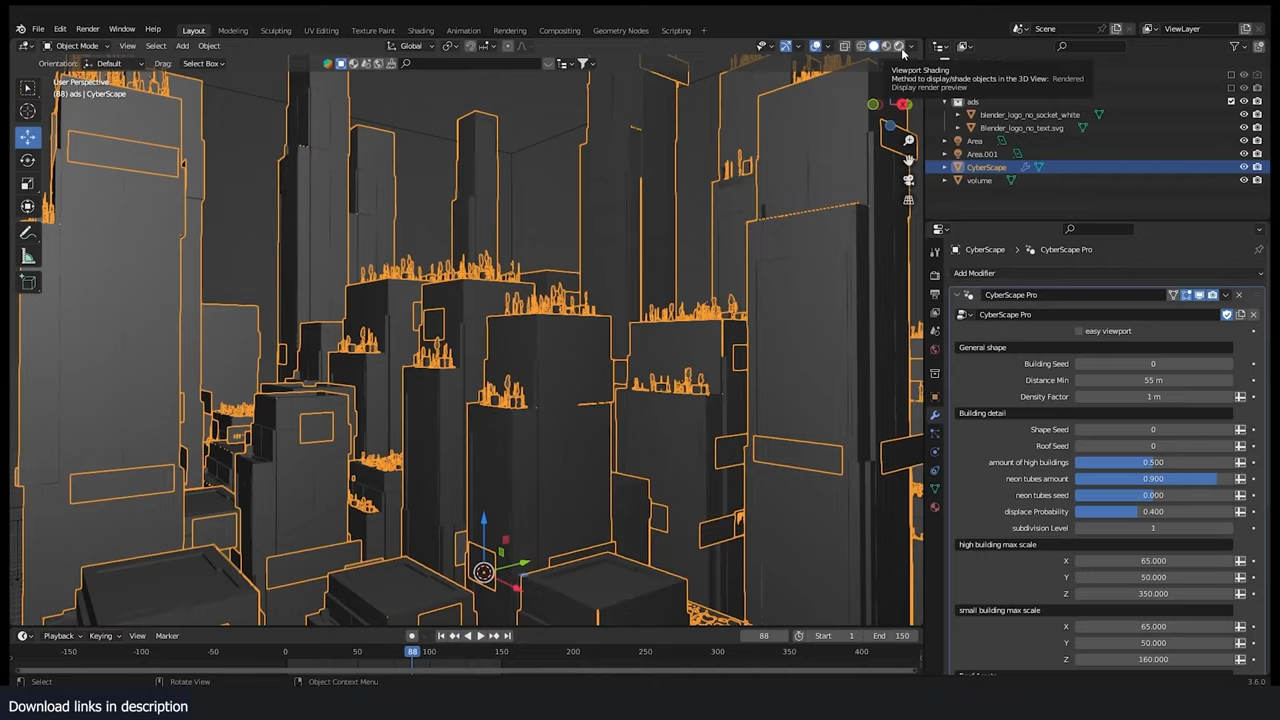 File Edit Render Window Help Layout Modeling Sculpting UV Editing Texture Paint Shading Animation Rendering Compositing Geometry Nodes Scripting + Scene ViewLayer
Object Mode View Select Add Object Global
Orientation: Default Drag: Select Box
User Perspective
(88) ads | CyberScape
Viewport Shading
Method to display/shade objects in the 3D View: Rendered
Display render preview
ads
blender_logo_no_socket_white
Blender_logo_no_text.svg
Area
Area.001
CyberScape
volume
CyberScape > CyberScape Pro
Add Modifier
CyberScape Pro
CyberScape Pro
easy viewport
General shape
Building Seed 0
Distance Min 55 m
Density Factor 1 m
Building detail
Shape Seed 0
Roof Seed 0
amount of high buildings 0.500
neon tubes amount 0.900
neon tubes seed 0.000
displace Probability 0.400
subdivision Level 1
high building max scale
X 65.000
Y 50.000
Z 350.000
small building max scale
X 65.000
Y 50.000
Z 160.000
Playback Keying View Marker 88 Start 1 End 150
-150 -100 -50 0 50 88 100 150 200 250 300 350 400
Select Rotate View Object Context Menu 3.6.0
Download links in description